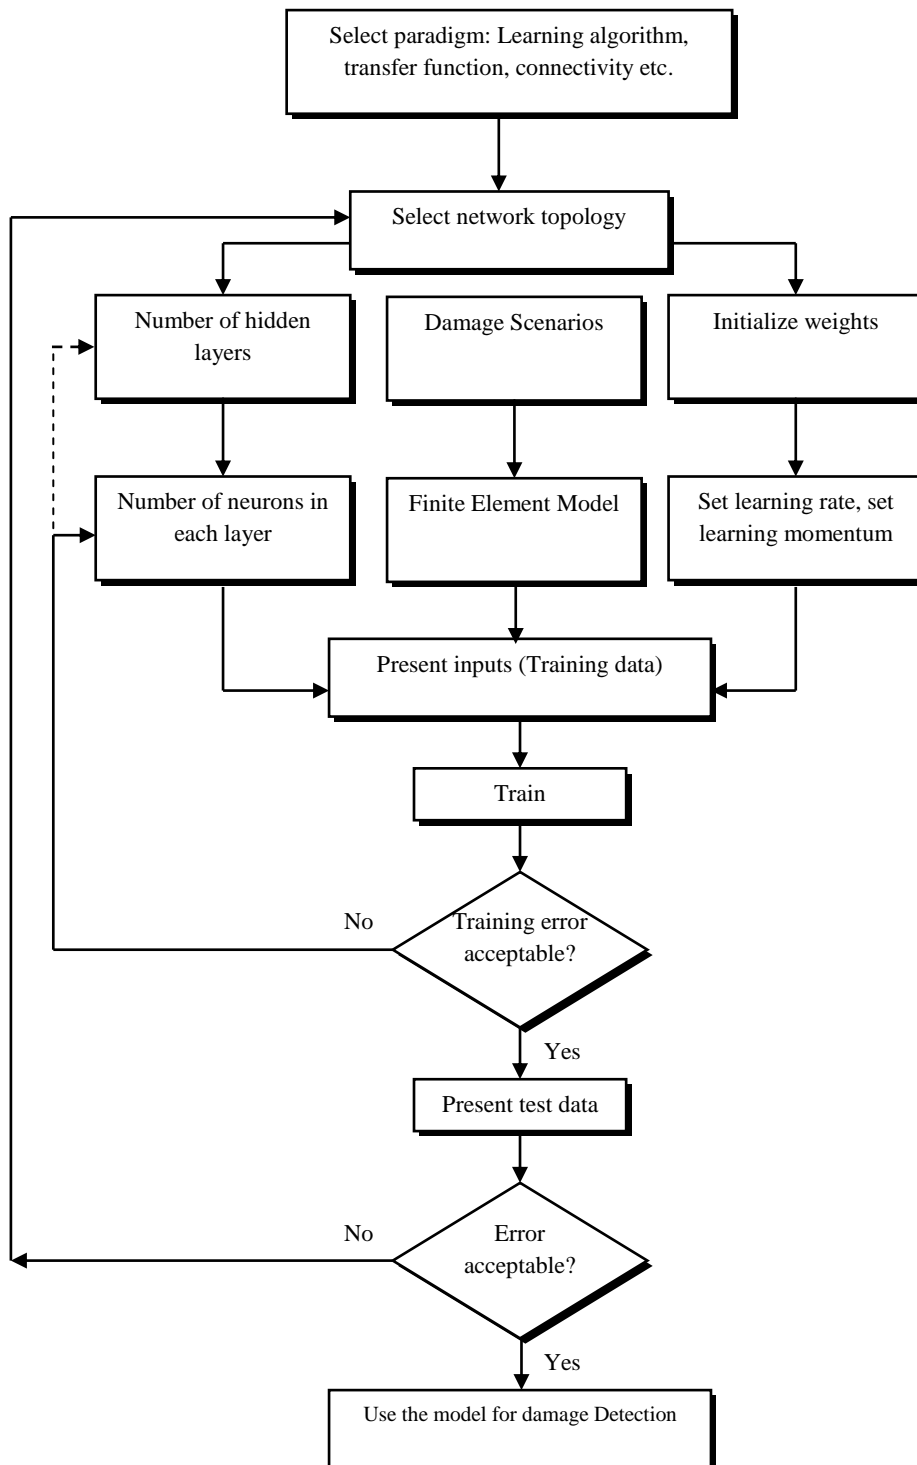 Select paradigm: Learning algorithm,
transfer function, connectivity etc.
Select network topology
Number of hidden
layers
Damage Scenarios
Initialize weights
Number of neurons in
each layer
Finite Element Model
Set learning rate, set
learning momentum
Present inputs (Training data)
Train
No
Training error
acceptable?
Yes
Present test data
No
Error
acceptable?
Yes
Use the model for damage Detection